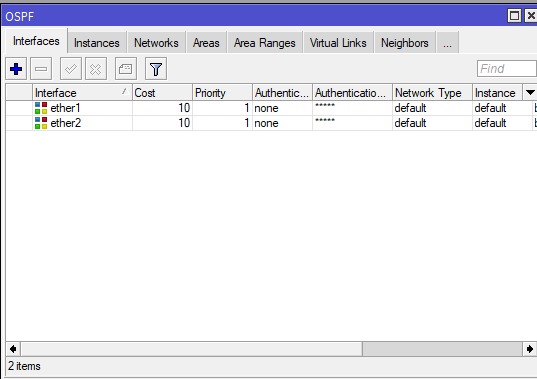 OSPF
Interfaces Instances Networks Areas Area Ranges Virtual Links Neighbors ...
Find
Interface Cost Priority Authentic... Authenticatio... Network Type Instance
ether1 10 1 none ***** default default
ether2 10 1 none ***** default default
2 items